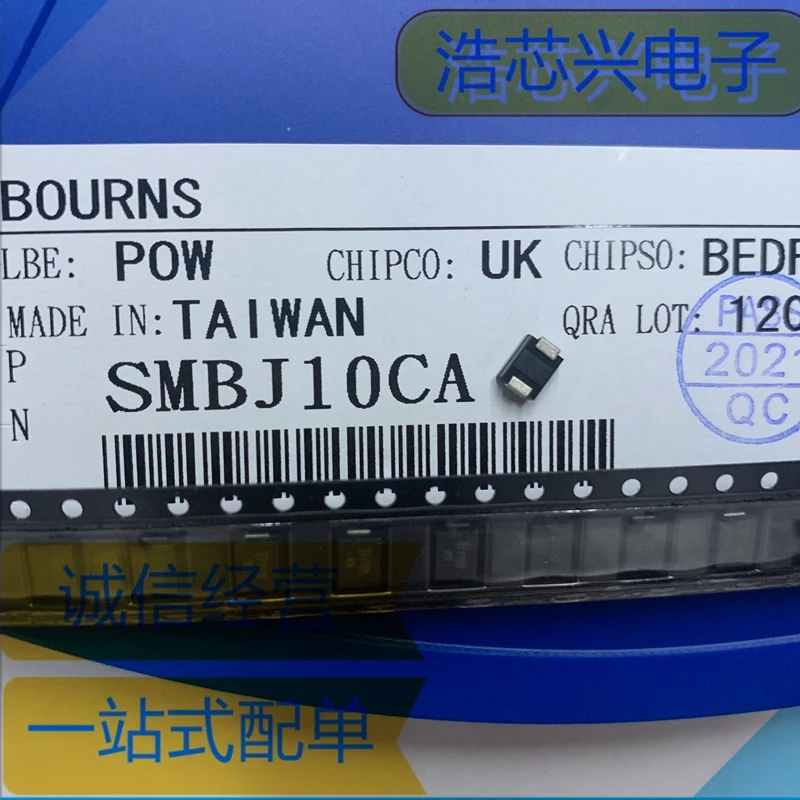 浩芯兴电子
BOURNS
LBE: POW CHIPCO: UK CHIPSO: BEDF
MADE IN: TAIWAN QRA LOT: 120
PASS
2021
QC
P
N
SMBJ10CA
诚信经营
一站式配单